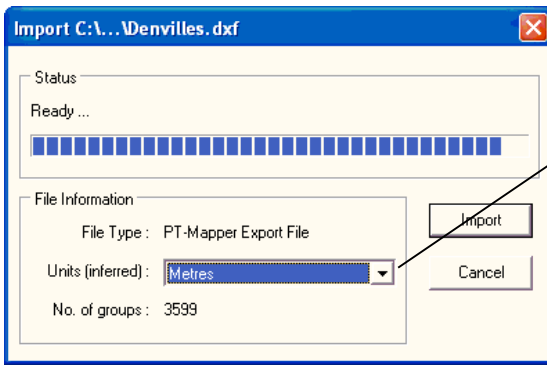 Import C:\...\Denvilles.dxf
Status
Ready ...
File Information
File Type : PT-Mapper Export File
Import
Units (inferred) : Metres
Cancel
No. of groups : 3599